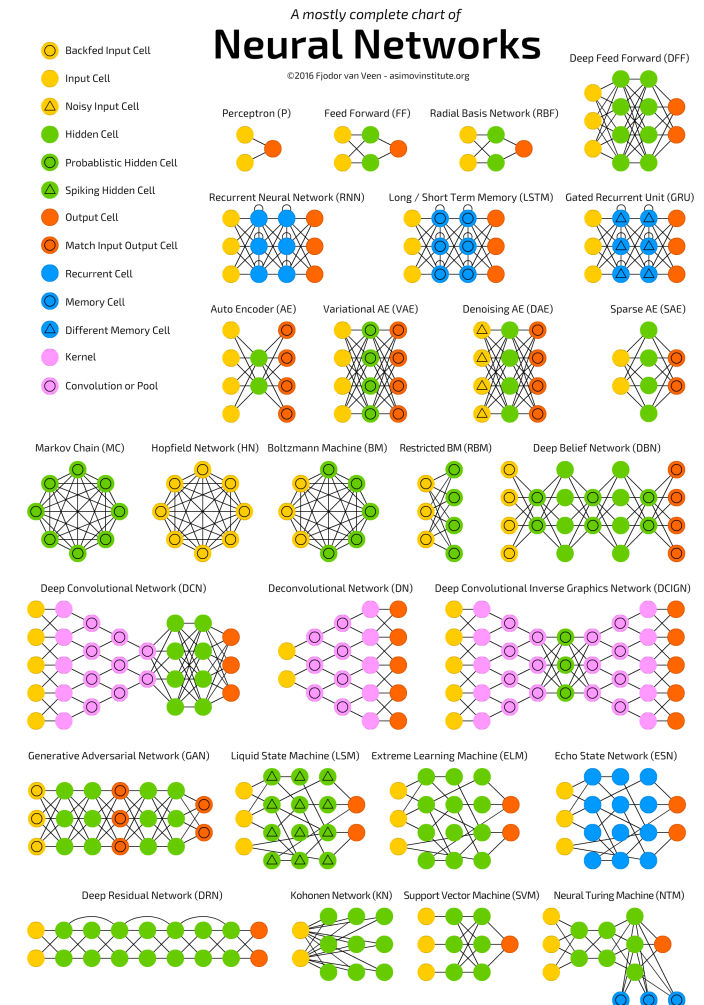 A mostly complete chart of
Neural Networks
©2016 Fjodor van Veen - asimovinstitute.org
Backfed Input Cell
Input Cell
Noisy Input Cell
Hidden Cell
Probablistic Hidden Cell
Spiking Hidden Cell
Output Cell
Match Input Output Cell
Recurrent Cell
Memory Cell
Different Memory Cell
Kernel
Convolution or Pool
Deep Feed Forward (DFF)
Perceptron (P)
Feed Forward (FF)
Radial Basis Network (RBF)
Recurrent Neural Network (RNN)
Long / Short Term Memory (LSTM)
Gated Recurrent Unit (GRU)
Auto Encoder (AE)
Variational AE (VAE)
Denoising AE (DAE)
Sparse AE (SAE)
Markov Chain (MC)
Hopfield Network (HN)
Boltzmann Machine (BM)
Restricted BM (RBM)
Deep Belief Network (DBN)
Deep Convolutional Network (DCN)
Deconvolutional Network (DN)
Deep Convolutional Inverse Graphics Network (DCIGN)
Generative Adversarial Network (GAN)
Liquid State Machine (LSM)
Extreme Learning Machine (ELM)
Echo State Network (ESN)
Deep Residual Network (DRN)
Kohonen Network (KN)
Support Vector Machine (SVM)
Neural Turing Machine (NTM)